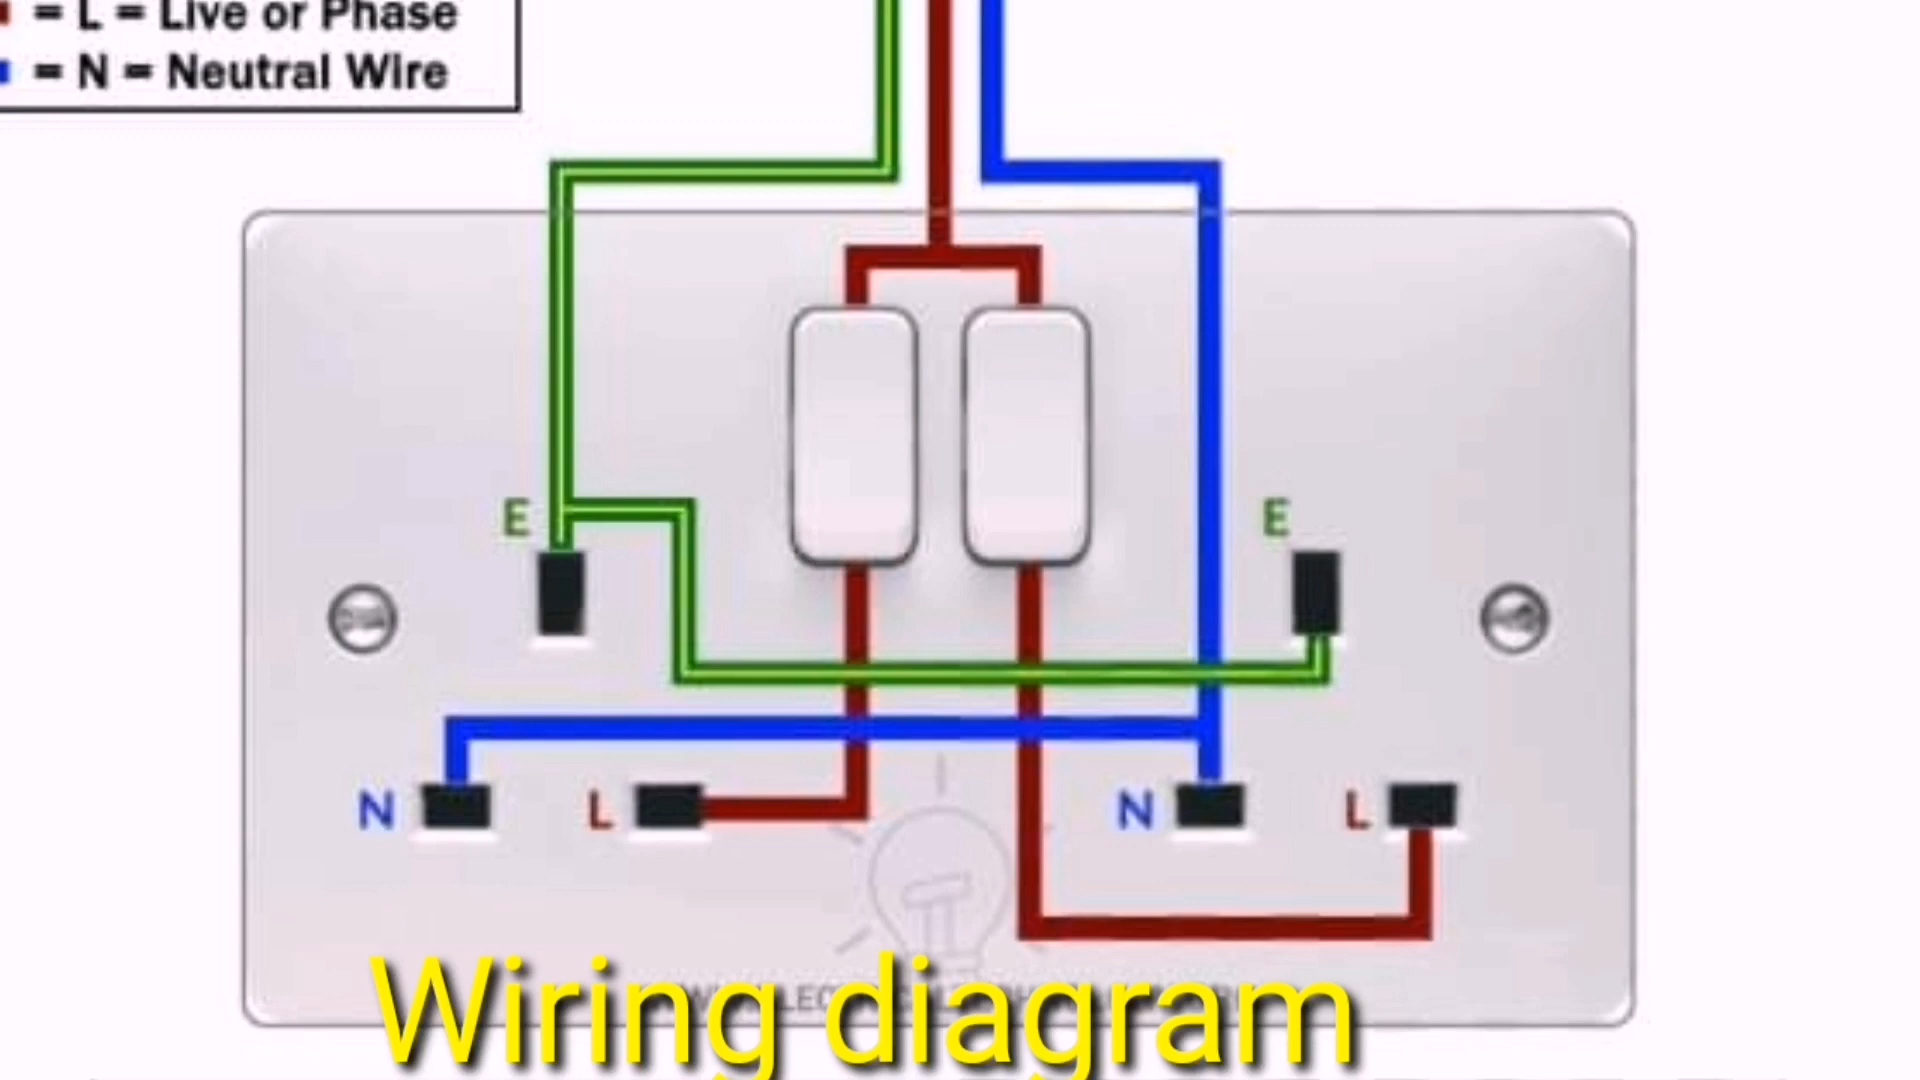 = L = Live or Phase
= N = Neutral Wire
E
E
N
L
N
L
Wiring diagram